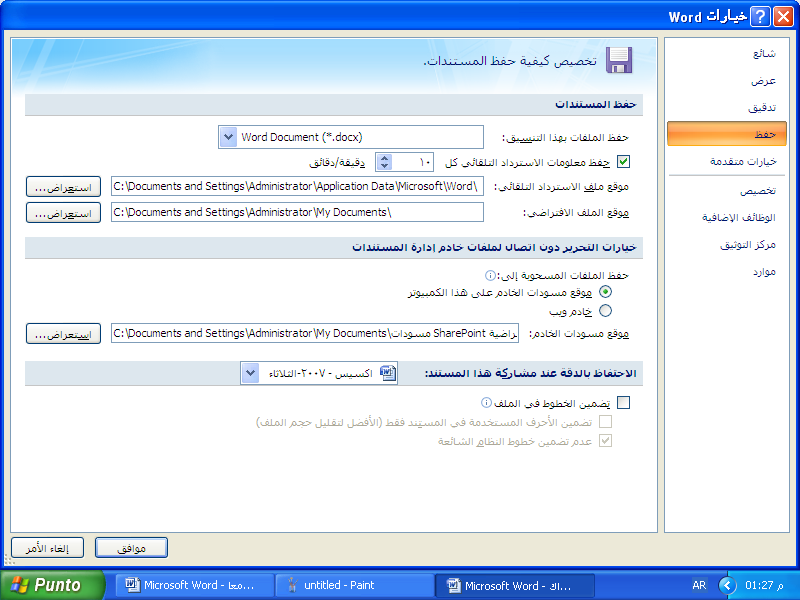 خيارات Word
شائع
عرض
تدقيق
حفظ
خيارات متقدمة
تخصيص
الوظائف الإضافية
مركز التوثيق
موارد
تخصيص كيفية حفظ المستندات.
حفظ المستندات
حفظ الملفات بهذا التنسيق: Word Document (*.docx)
حفظ معلومات الاسترداد التلقائي كل ١٠ دقيقة/دقائق
موقع ملف الاسترداد التلقائي: C:\Documents and Settings\Administrator\Application Data\Microsoft\Word\ استعراض...
موقع الملف الافتراضي: C:\Documents and Settings\Administrator\My Documents\ استعراض...
خيارات التحرير دون اتصال لملفات خادم إدارة المستندات
حفظ الملفات المسحوبة إلى:
موقع مسودات الخادم على هذا الكمبيوتر
خادم ويب
موقع مسودات الخادم: C:\Documents and Settings\Administrator\My Documents\مسودات SharePoint استعراض...
الاحتفاظ بالدقة عند مشاركة هذا المستند: اكسيس - ٢٠٠٧-الثلاثاء
تضمين الخطوط في الملف
تضمين الأحرف المستخدمة في المستند فقط (الأفضل لتقليل حجم الملف)
عدم تضمين خطوط النظام الشائعة
موافق إلغاء الأمر
Punto Microsoft Word - معا... untitled - Paint Microsoft Word - اك... AR 01:27 م